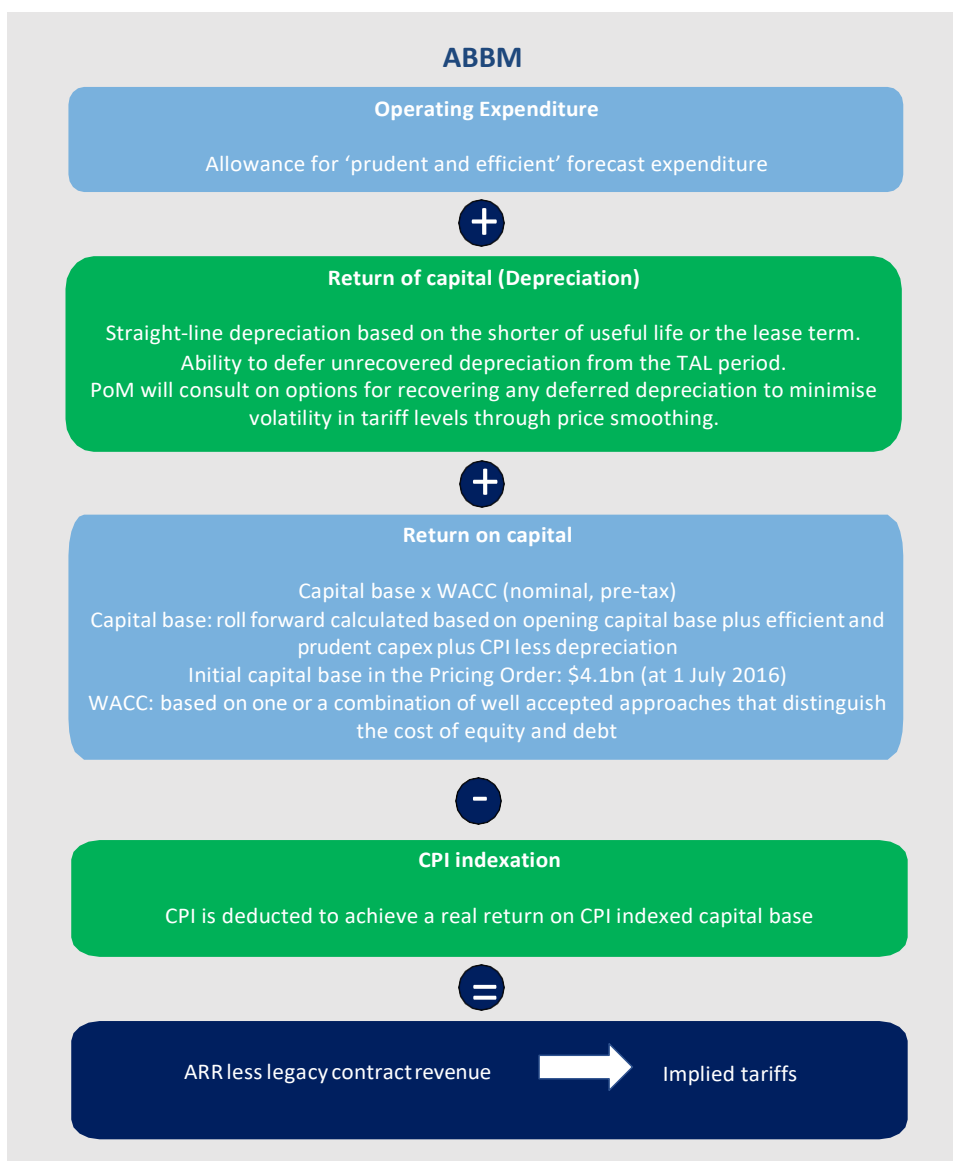 ABBM
Operating Expenditure
Allowance for ‘prudent and efficient’ forecast expenditure
+
Return of capital (Depreciation)
Straight-line depreciation based on the shorter of useful life or the lease term.
Ability to defer unrecovered depreciation from the TAL period.
PoM will consult on options for recovering any deferred depreciation to minimise
volatility in tariff levels through price smoothing.
+
Return on capital
Capital base x WACC (nominal, pre-tax)
Capital base: roll forward calculated based on opening capital base plus efficient and
prudent capex plus CPI less depreciation
Initial capital base in the Pricing Order: $4.1bn (at 1 July 2016)
WACC: based on one or a combination of well accepted approaches that distinguish
the cost of equity and debt
-
CPI indexation
CPI is deducted to achieve a real return on CPI indexed capital base
=
ARR less legacy contract revenue Implied tariffs